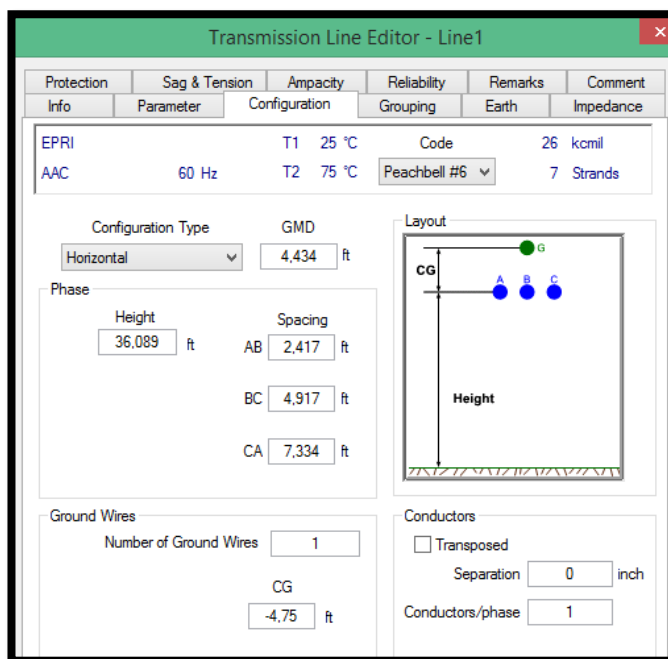 Transmission Line Editor - Line1
Protection Sag & Tension Ampacity Reliability Remarks Comment
Info Parameter Configuration Grouping Earth Impedance
EPRI T1 25 °C Code 26 kcmil
AAC 60 Hz T2 75 °C Peachbell #6 7 Strands
Configuration Type GMD Layout
Horizontal 4,434 ft
G
CG
A B C
Phase
Height Spacing
36,089 ft AB 2,417 ft
BC 4,917 ft Height
CA 7,334 ft
Ground Wires Conductors
Number of Ground Wires 1 Transposed
Separation 0 inch
CG
-4,75 ft Conductors/phase 1